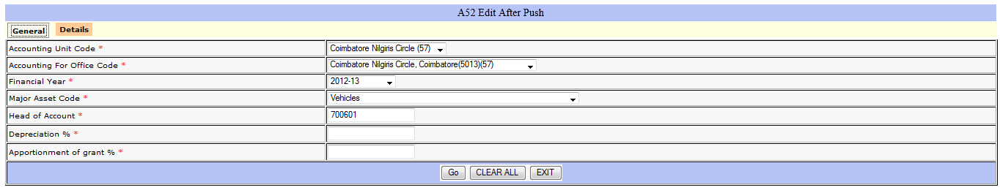 A52 Edit After Push
General Details
Accounting Unit Code * Coimbatore Nilgiris Circle (57)
Accounting For Office Code * Coimbatore Nilgiris Circle, Coimbatore(5013)(57)
Financial Year * 2012-13
Major Asset Code * Vehicles
Head of Account * 700601
Depreciation % *
Apportionment of grant % *
Go CLEAR ALL EXIT